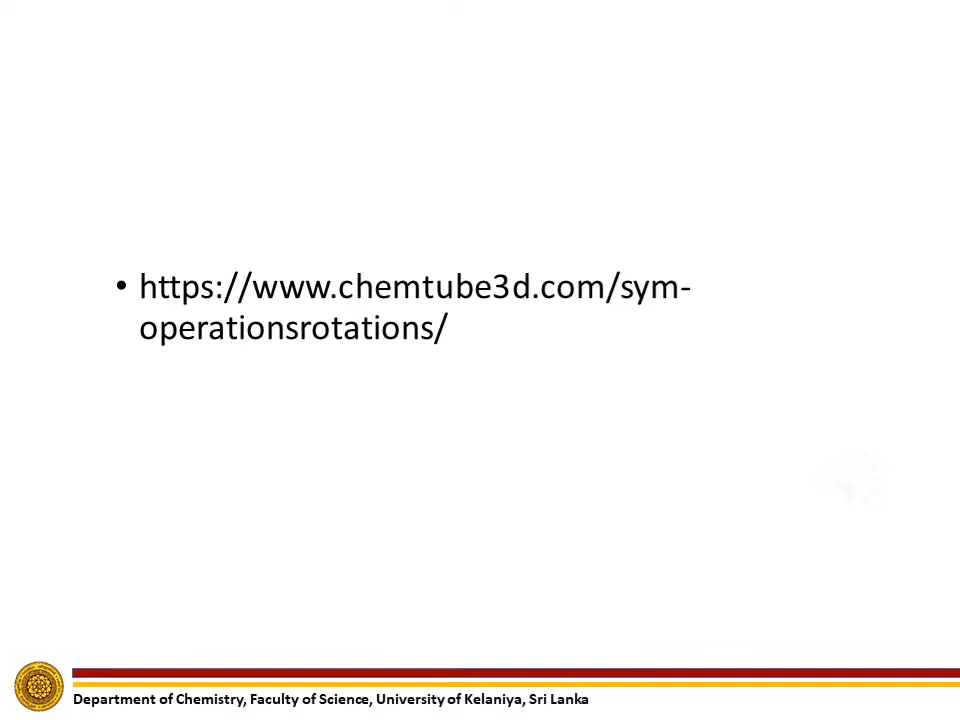 • https://www.chemtube3d.com/sym-
operationsrotations/
Department of Chemistry, Faculty of Science, University of Kelaniya, Sri Lanka